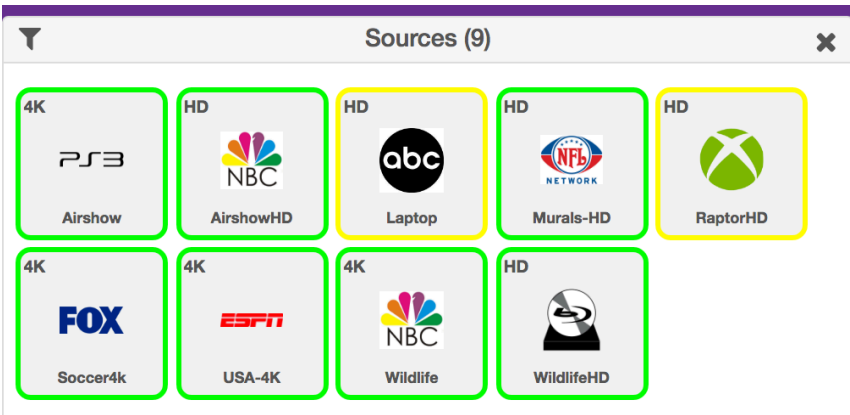 Sources (9)
4K
PS3
Airshow
HD
NBC
AirshowHD
HD
abc
Laptop
HD
NFL
NETWORK
Murals-HD
HD
RaptorHD
4K
FOX
Soccer4k
4K
ESPN
USA-4K
4K
NBC
Wildlife
HD
WildlifeHD